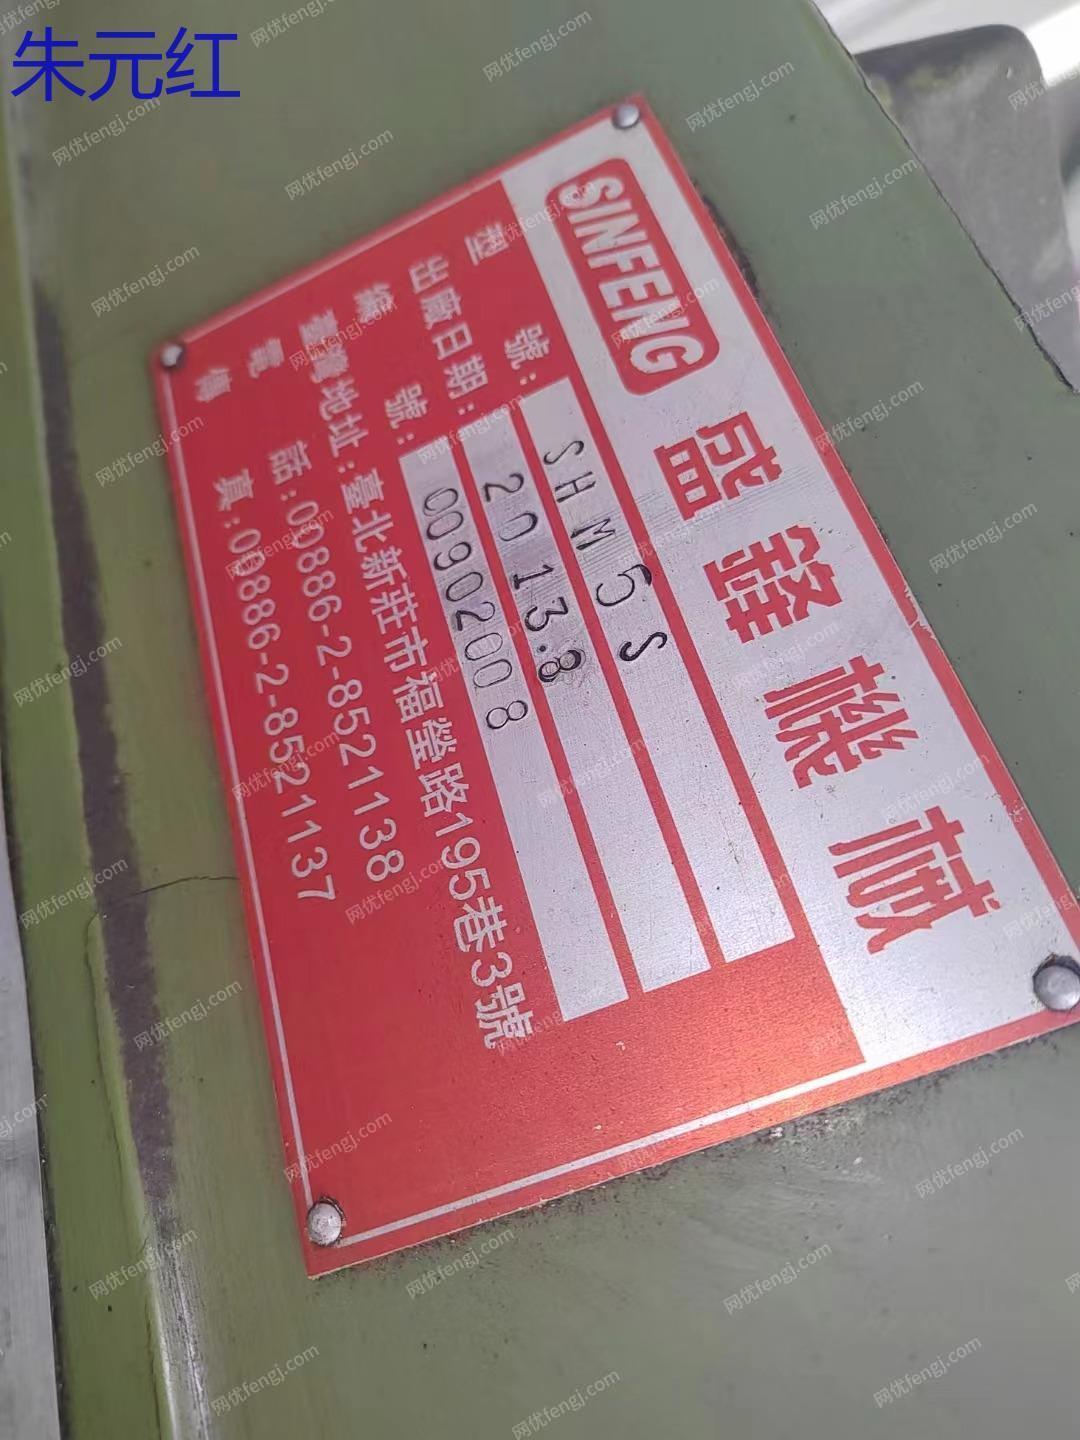 朱元红
SINFENG 盛鋒機械
型號: SHM5S
出廠日期: 2013.8
編號: 00902008
臺灣地址:臺北新莊市福營路195巷3號
電話:00886-2-8521138
傳真:00886-2-8521137
网优fengj.com